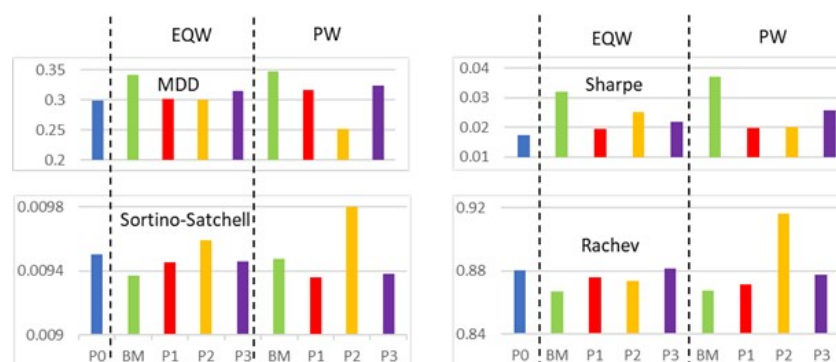 EQW PW
0.35
MDD
0.3
0.25
0.2
0.0098
Sortino-Satchell
0.0094
0.009
P0 BM P1 P2 P3 BM P1 P2 P3
EQW PW
0.04
Sharpe
0.03
0.02
0.01
0.92
Rachev
0.88
0.84
P0 BM P1 P2 P3 BM P1 P2 P3